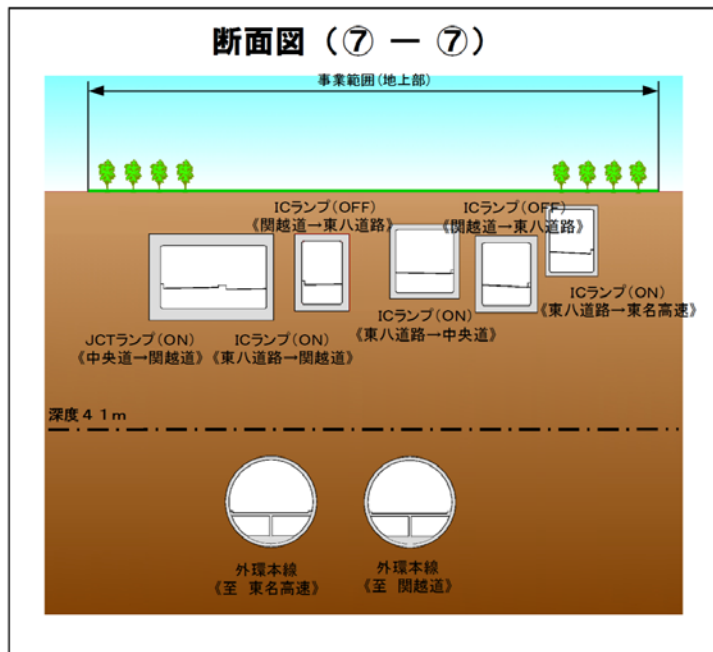 断面図（⑦ ー ⑦）
事業範囲(地上部)
ICランプ(OFF)
《関越道→東八道路》
ICランプ(OFF)
《関越道→東八道路》
ICランプ(ON)
《東八道路→東名高速》
ICランプ(ON)
《東八道路→中央道》
JCTランプ(ON)
《中央道→関越道》
ICランプ(ON)
《東八道路→関越道》
深度４１ｍ
外環本線
《至 東名高速》
外環本線
《至 関越道》